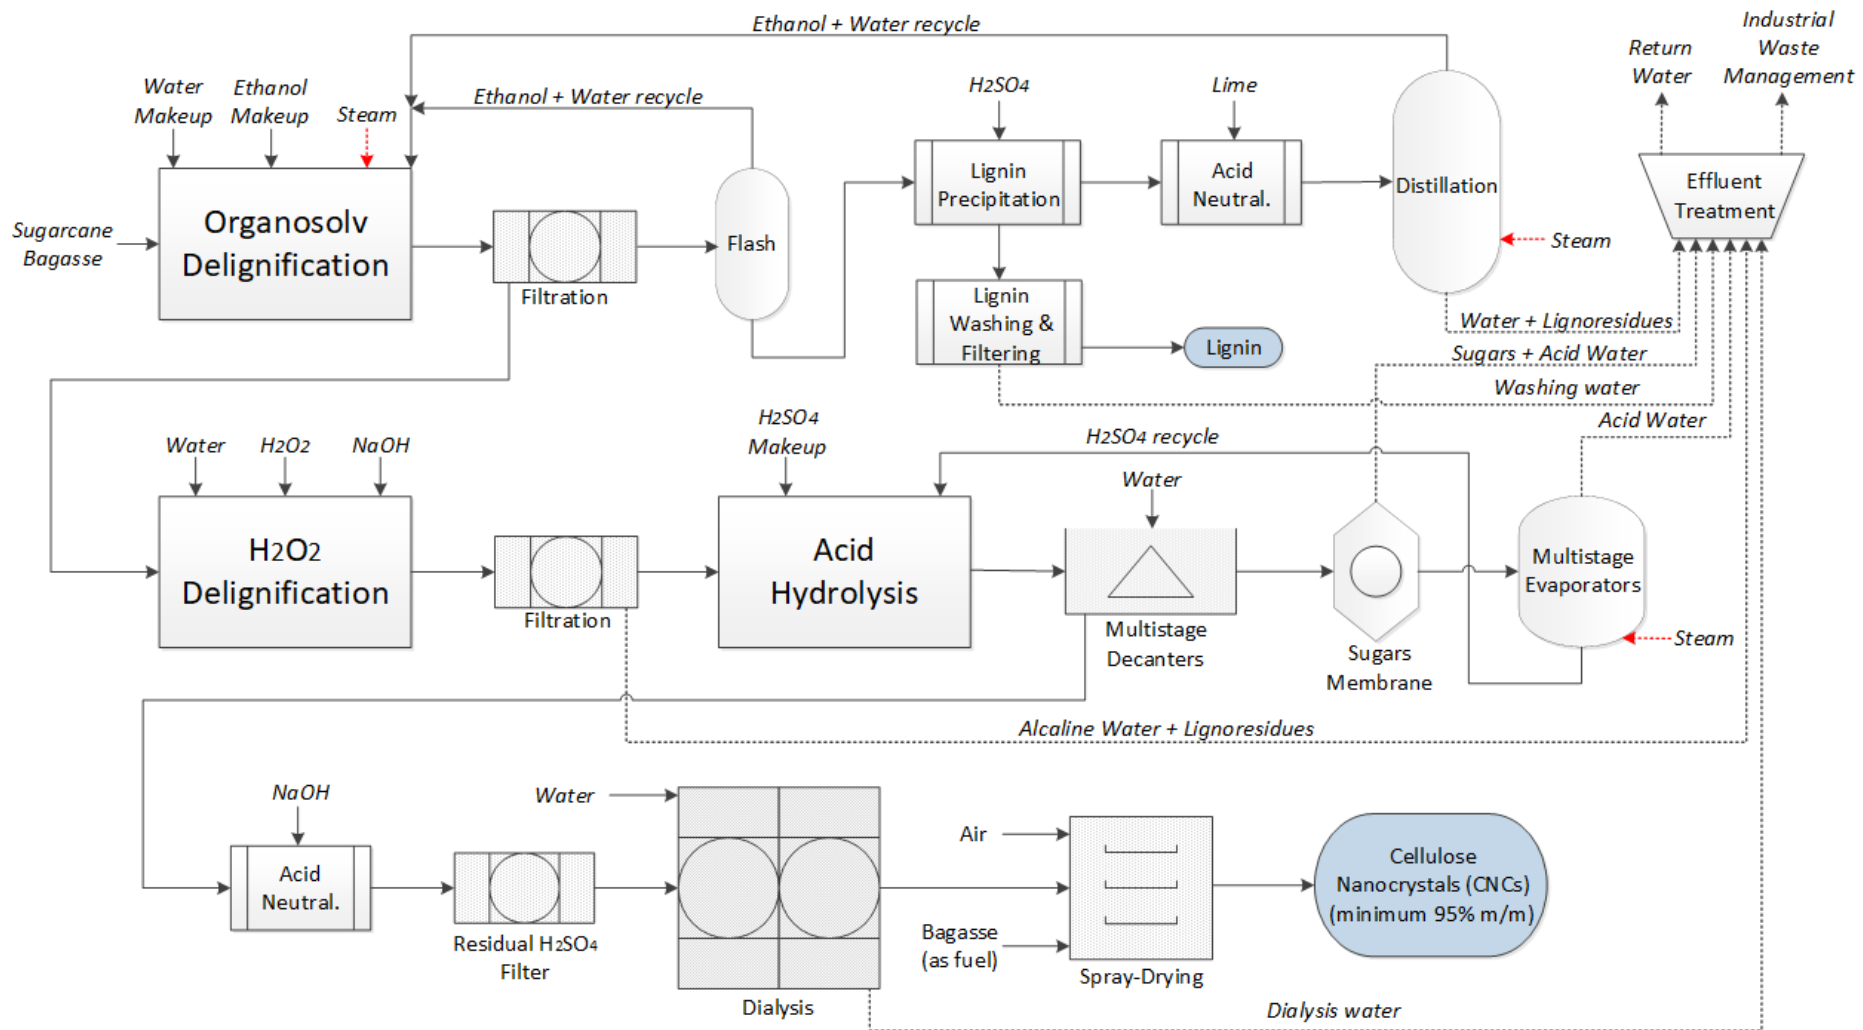 Ethanol + Water recycle
Industrial
Waste
Management
Return
Water
Water
Makeup
Ethanol
Makeup
Steam
Ethanol + Water recycle
H2SO4
Lime
Lignin
Precipitation
Acid
Neutral.
Distillation
Effluent
Treatment
Sugarcane
Bagasse
Organosolv
Delignification
Filtration
Flash
Steam
Lignin
Washing &
Filtering
Lignin
Water + Lignoresidues
Sugars + Acid Water
Washing water
Acid Water
Water
H2O2
NaOH
H2SO4
Makeup
H2SO4 recycle
Water
H2O2
Delignification
Filtration
Acid
Hydrolysis
Multistage
Decanters
Sugars
Membrane
Multistage
Evaporators
Steam
Alcaline Water + Lignoresidues
NaOH
Water
Acid
Neutral.
Residual H2SO4
Filter
Dialysis
Air
Bagasse
(as fuel)
Spray-Drying
Cellulose
Nanocrystals (CNCs)
(minimum 95% m/m)
Dialysis water